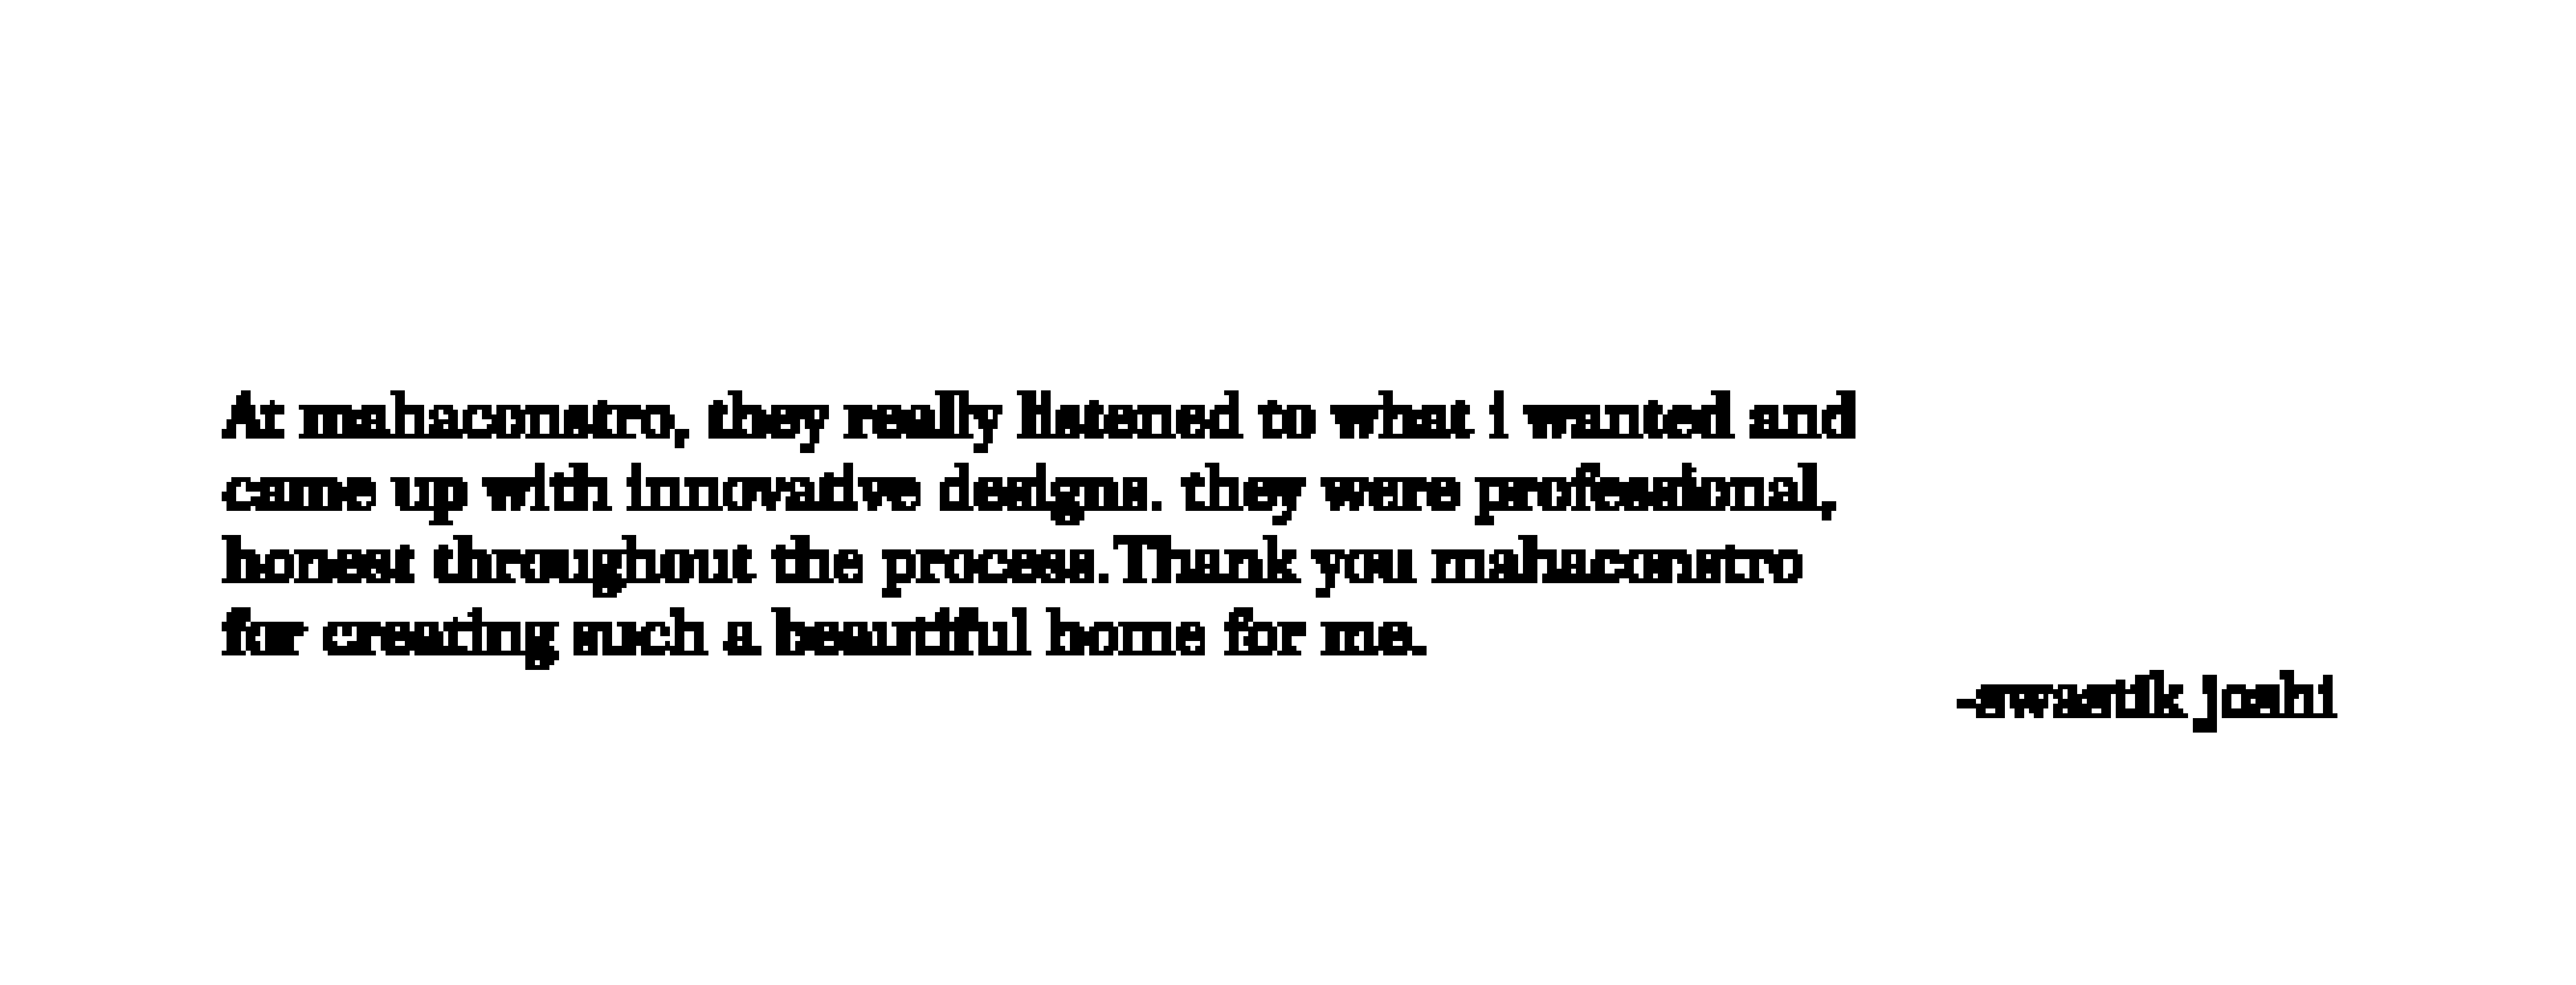 At mahaconstro, they really listened to what i wanted and
came up with innovative designs. they were professional,
honest throughout the process.Thank you mahaconstro
for creating such a beautiful home for me.
-swastik joshi